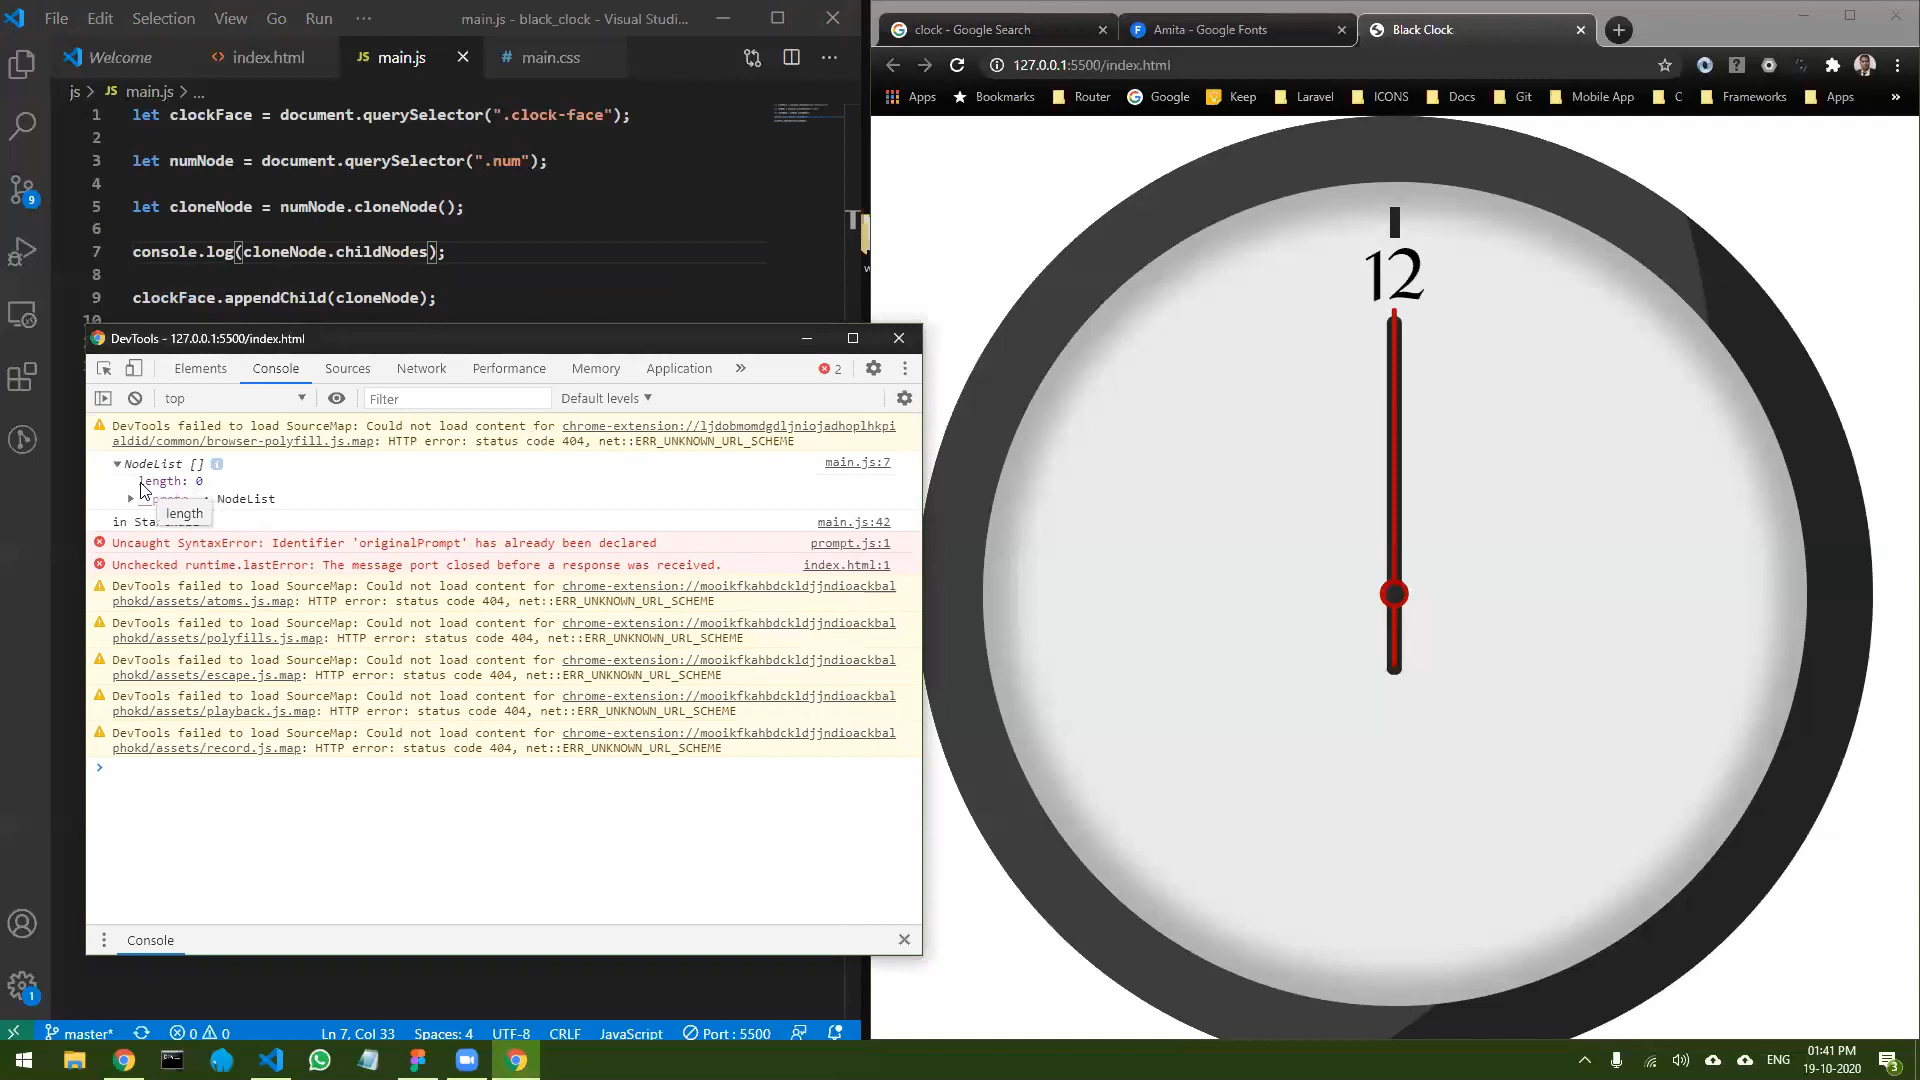 File Edit Selection View Go Run ··· main.js - black_clock - Visual Studi...
Welcome index.html JS main.js # main.css
js > JS main.js > ...
1 let clockFace = document.querySelector(".clock-face");
2
3 let numNode = document.querySelector(".num");
4
5 let cloneNode = numNode.cloneNode();
6
7 console.log(cloneNode.childNodes);
8
9 clockFace.appendChild(cloneNode);
10
DevTools - 127.0.0.1:5500/index.html
Elements Console Sources Network Performance Memory Application » 2
top Filter Default levels
DevTools failed to load SourceMap: Could not load content for chrome-extension://ljdobmomdgdljniojadhoplhkpi
aldid/common/browser-polyfill.js.map: HTTP error: status code 404, net::ERR_UNKNOWN_URL_SCHEME
NodeList [] main.js:7
length: 0
: NodeList
length
in main.js:42
Uncaught SyntaxError: Identifier 'originalPrompt' has already been declared prompt.js:1
Unchecked runtime.lastError: The message port closed before a response was received. index.html:1
DevTools failed to load SourceMap: Could not load content for chrome-extension://mooikfkahbdckldjjndioackbal
phokd/assets/atoms.js.map: HTTP error: status code 404, net::ERR_UNKNOWN_URL_SCHEME
DevTools failed to load SourceMap: Could not load content for chrome-extension://mooikfkahbdckldjjndioackbal
phokd/assets/polyfills.js.map: HTTP error: status code 404, net::ERR_UNKNOWN_URL_SCHEME
DevTools failed to load SourceMap: Could not load content for chrome-extension://mooikfkahbdckldjjndioackbal
phokd/assets/escape.js.map: HTTP error: status code 404, net::ERR_UNKNOWN_URL_SCHEME
DevTools failed to load SourceMap: Could not load content for chrome-extension://mooikfkahbdckldjjndioackbal
phokd/assets/playback.js.map: HTTP error: status code 404, net::ERR_UNKNOWN_URL_SCHEME
DevTools failed to load SourceMap: Could not load content for chrome-extension://mooikfkahbdckldjjndioackbal
phokd/assets/record.js.map: HTTP error: status code 404, net::ERR_UNKNOWN_URL_SCHEME
>
Console
9
1
master* 0 0 Ln 7, Col 33 Spaces: 4 UTF-8 CRLF JavaScript Port : 5500
clock - Google Search Amita - Google Fonts Black Clock
127.0.0.1:5500/index.html
Apps Bookmarks Router Google Keep Laravel ICONS Docs Git Mobile App C Frameworks Apps »
12
ENG 01:41 PM
19-10-2020 3